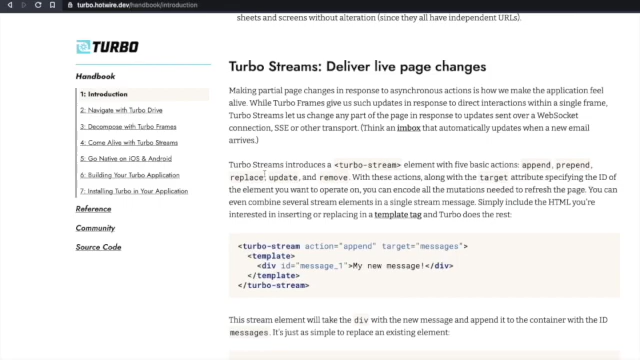 turbo.hotwire.dev/handbook/introduction
sheets and screens without alteration (since they all have independent URLs).
TURBO
Handbook
1: Introduction
2: Navigate with Turbo Drive
3: Decompose with Turbo Frames
4: Come Alive with Turbo Streams
5: Go Native on iOS & Android
6: Building Your Turbo Application
7: Installing Turbo in Your Application
Reference
Community
Source Code
Turbo Streams: Deliver live page changes
Making partial page changes in response to asynchronous actions is how we make the application feel
alive. While Turbo Frames give us such updates in response to direct interactions within a single frame,
Turbo Streams let us change any part of the page in response to updates sent over a WebSocket
connection, SSE or other transport. (Think an imbox that automatically updates when a new email
arrives.)
Turbo Streams introduces a <turbo-stream> element with five basic actions: append, prepend,
replace, update, and remove. With these actions, along with the target attribute specifying the ID of
the element you want to operate on, you can encode all the mutations needed to refresh the page. You can
even combine several stream elements in a single stream message. Simply include the HTML you're
interested in inserting or replacing in a template tag and Turbo does the rest:
<turbo-stream action="append" target="messages">
<template>
<div id="message_1">My new message!</div>
</template>
</turbo-stream>
This stream element will take the div with the new message and append it to the container with the ID
messages. It's just as simple to replace an existing element: